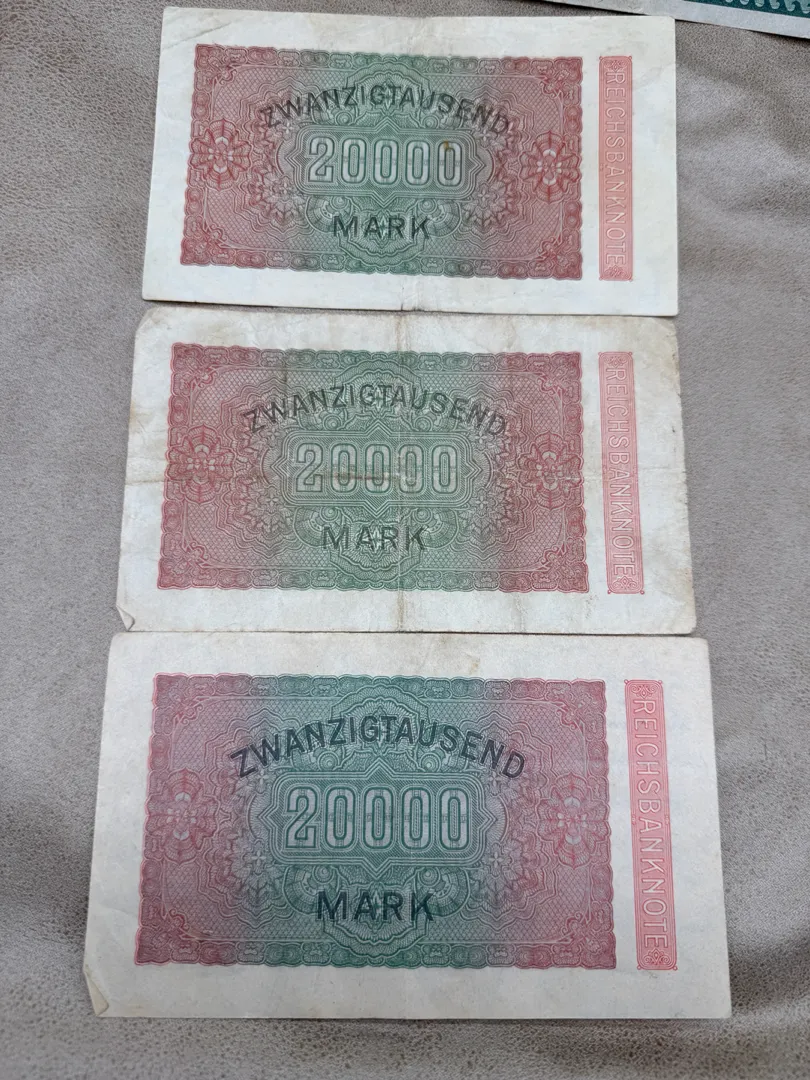 ZWANZIGTAUSEND
20000
MARK
REICHSBANKNOTE
ZWANZIGTAUSEND
20000
MARK
REICHSBANKNOTE
ZWANZIGTAUSEND
20000
MARK
REICHSBANKNOTE